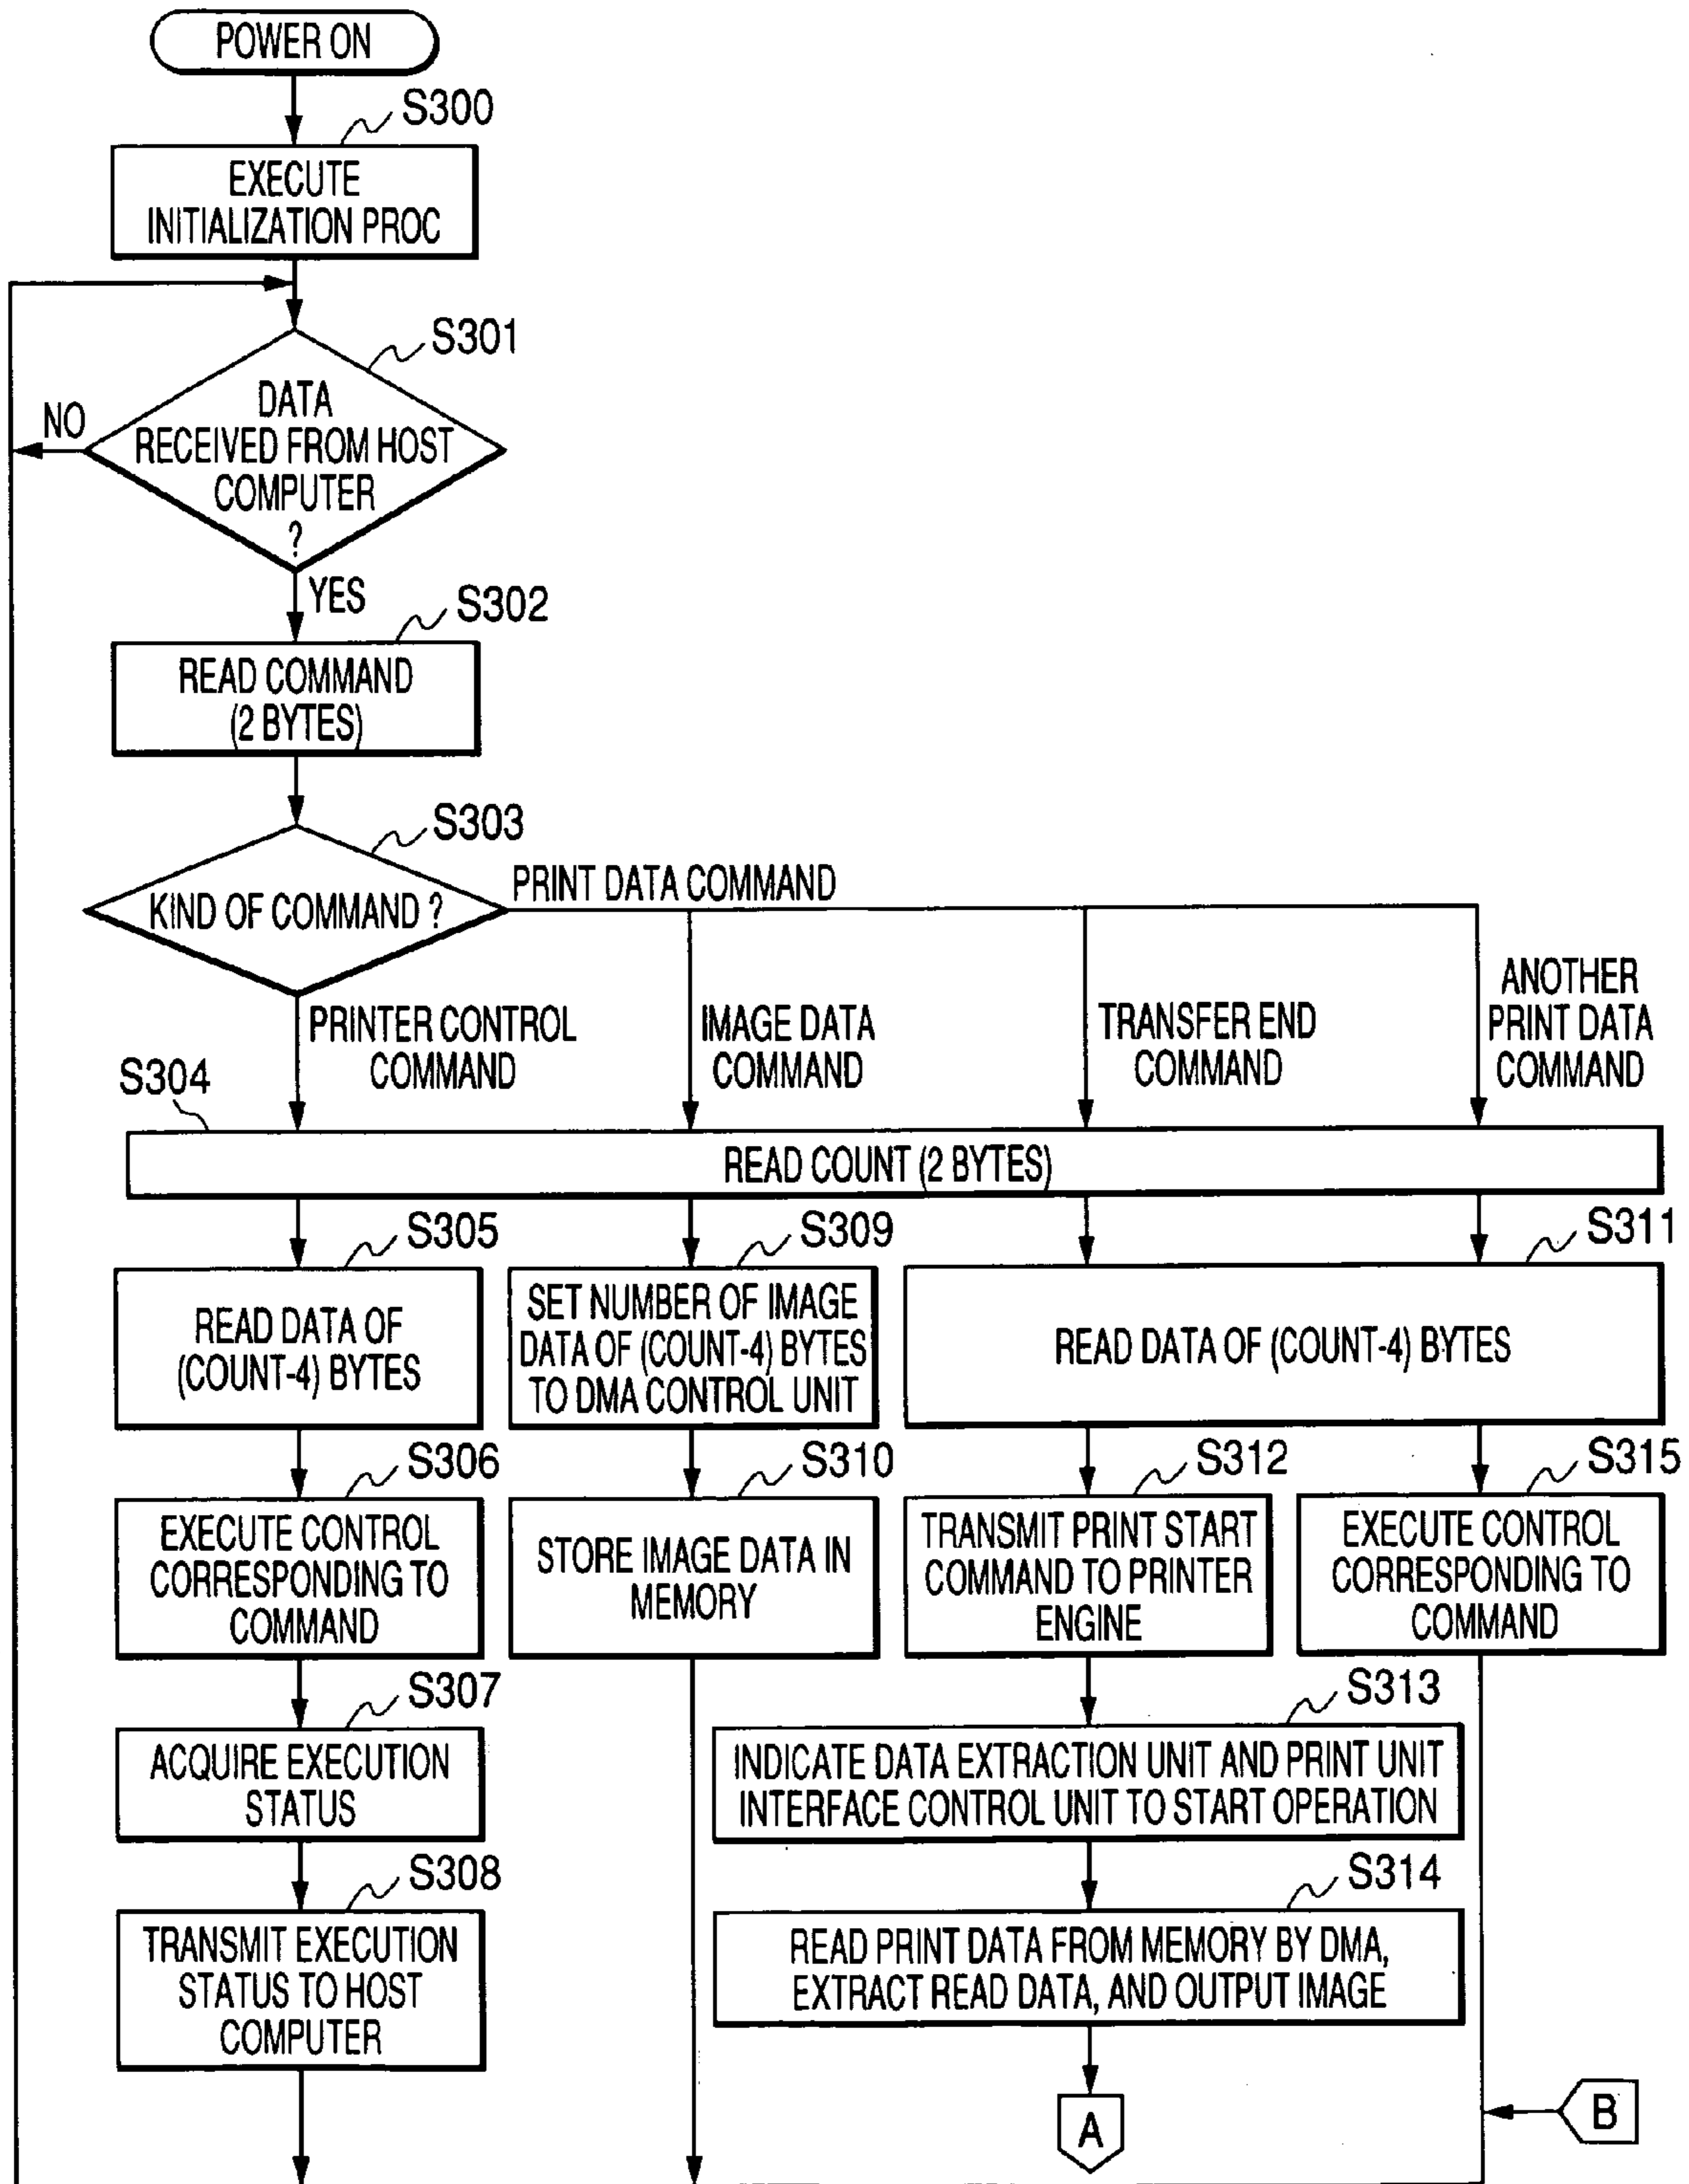 POWER ON
S300
EXECUTE
INITIALIZATION PROC
S301
DATA
RECEIVED FROM HOST
COMPUTER
?
NO
YES
S302
READ COMMAND
(2 BYTES)
S303
KIND OF COMMAND ?
PRINT DATA COMMAND
PRINTER CONTROL
COMMAND
IMAGE DATA
COMMAND
TRANSFER END
COMMAND
ANOTHER
PRINT DATA
COMMAND
S304
READ COUNT (2 BYTES)
S305
READ DATA OF
(COUNT-4) BYTES
S309
SET NUMBER OF IMAGE
DATA OF (COUNT-4) BYTES
TO DMA CONTROL UNIT
S311
READ DATA OF (COUNT-4) BYTES
S306
EXECUTE CONTROL
CORRESPONDING TO
COMMAND
S310
STORE IMAGE DATA IN
MEMORY
S312
TRANSMIT PRINT START
COMMAND TO PRINTER
ENGINE
S315
EXECUTE CONTROL
CORRESPONDING TO
COMMAND
S307
ACQUIRE EXECUTION
STATUS
S313
INDICATE DATA EXTRACTION UNIT AND PRINT UNIT
INTERFACE CONTROL UNIT TO START OPERATION
S308
TRANSMIT EXECUTION
STATUS TO HOST
COMPUTER
S314
READ PRINT DATA FROM MEMORY BY DMA,
EXTRACT READ DATA, AND OUTPUT IMAGE
A
B